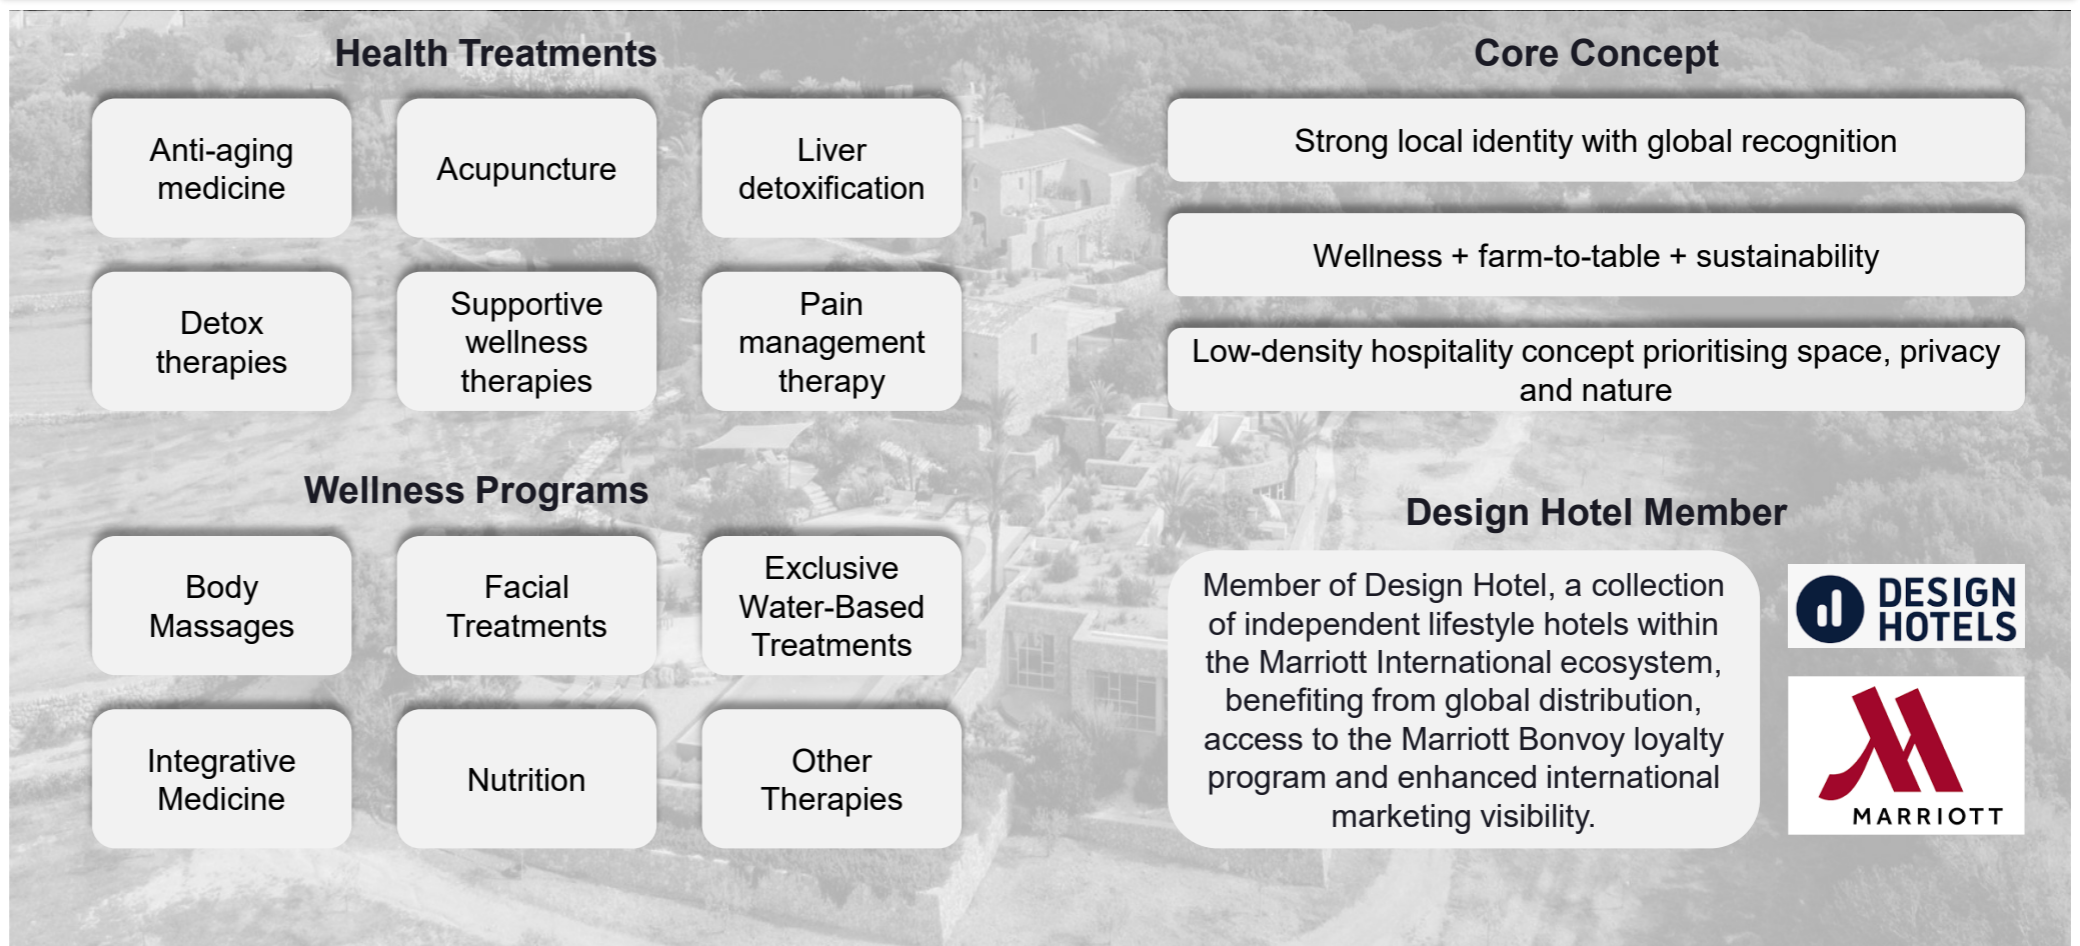 Health Treatments
Anti-aging
medicine
Acupuncture
Liver
detoxification
Detox
therapies
Supportive
wellness
therapies
Pain
management
therapy
Wellness Programs
Body
Massages
Facial
Treatments
Exclusive
Water-Based
Treatments
Integrative
Medicine
Nutrition
Other
Therapies
Core Concept
Strong local identity with global recognition
Wellness + farm-to-table + sustainability
Low-density hospitality concept prioritising space, privacy
and nature
Design Hotel Member
Member of Design Hotel, a collection
of independent lifestyle hotels within
the Marriott International ecosystem,
benefiting from global distribution,
access to the Marriott Bonvoy loyalty
program and enhanced international
marketing visibility.
DESIGN
HOTELS
MARRIOTT